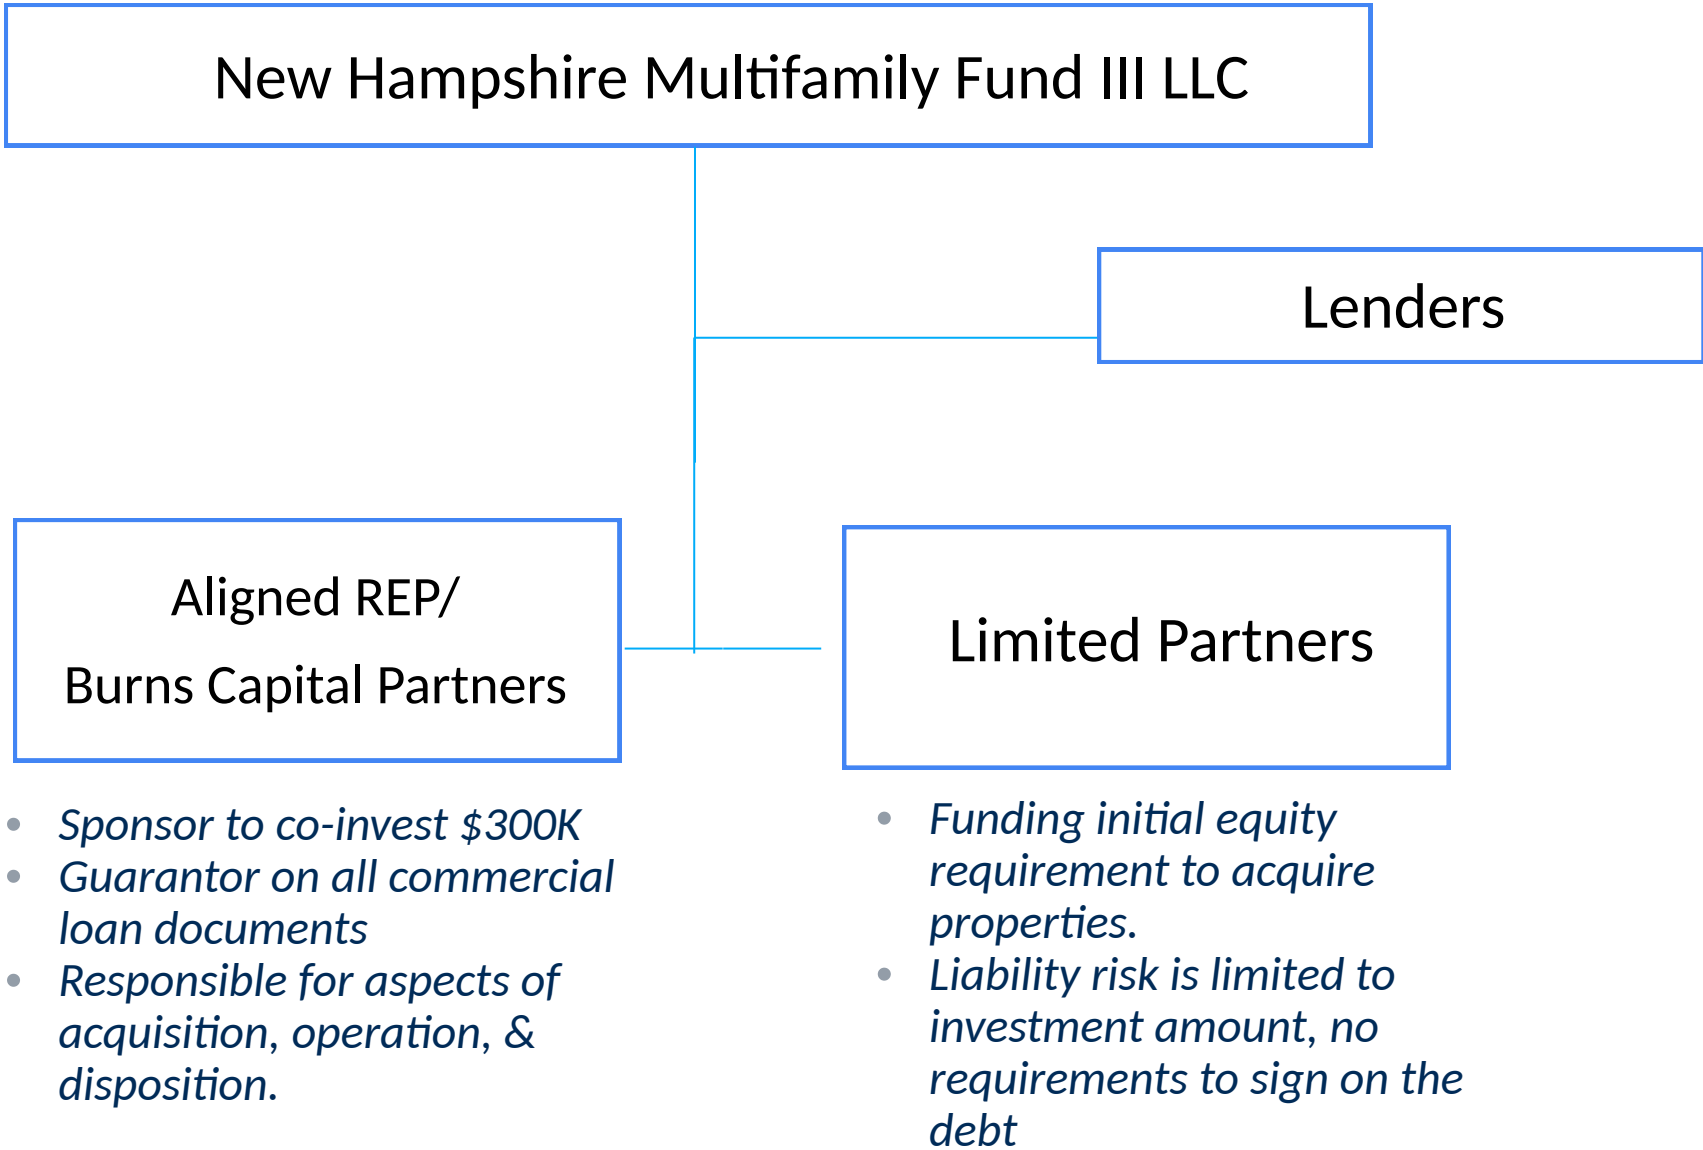 New Hampshire Multifamily Fund III LLC
Lenders
Aligned REP/
Burns Capital Partners
Limited Partners
• Sponsor to co-invest $300K
• Guarantor on all commercial
loan documents
• Responsible for aspects of
acquisition, operation, &
disposition.
• Funding initial equity
requirement to acquire
properties.
• Liability risk is limited to
investment amount, no
requirements to sign on the
debt